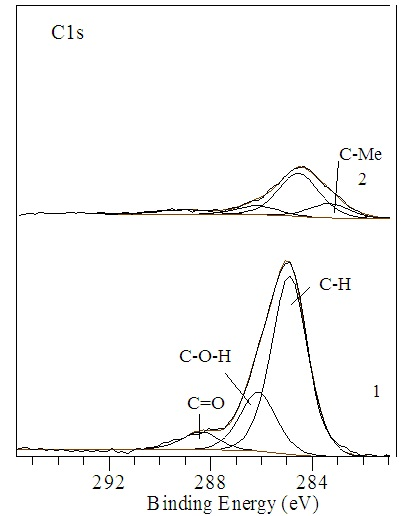 C1s
C-Me
2
C-H
C-O-H
1
C=O
292
288
284
Binding Energy (eV)